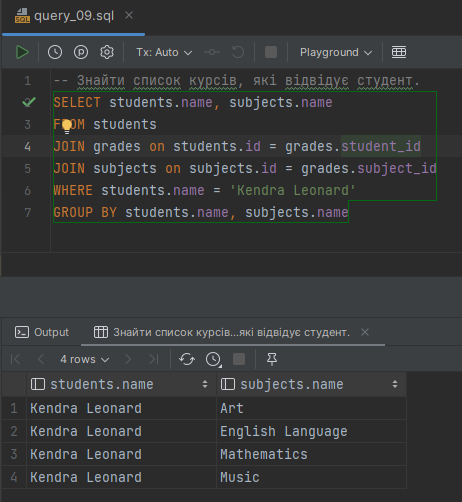 query_09.sql
Tx: Auto
Playground
1 -- Знайти список курсів, які відвідує студент.
2 SELECT students.name, subjects.name
3 FROM students
4 JOIN grades on students.id = grades.student_id
5 JOIN subjects on subjects.id = grades.subject_id
6 WHERE students.name = 'Kendra Leonard'
7 GROUP BY students.name, subjects.name
Output
Знайти список курсів...які відвідує студент.
4 rows
students.name subjects.name
1 Kendra Leonard Art
2 Kendra Leonard English Language
3 Kendra Leonard Mathematics
4 Kendra Leonard Music